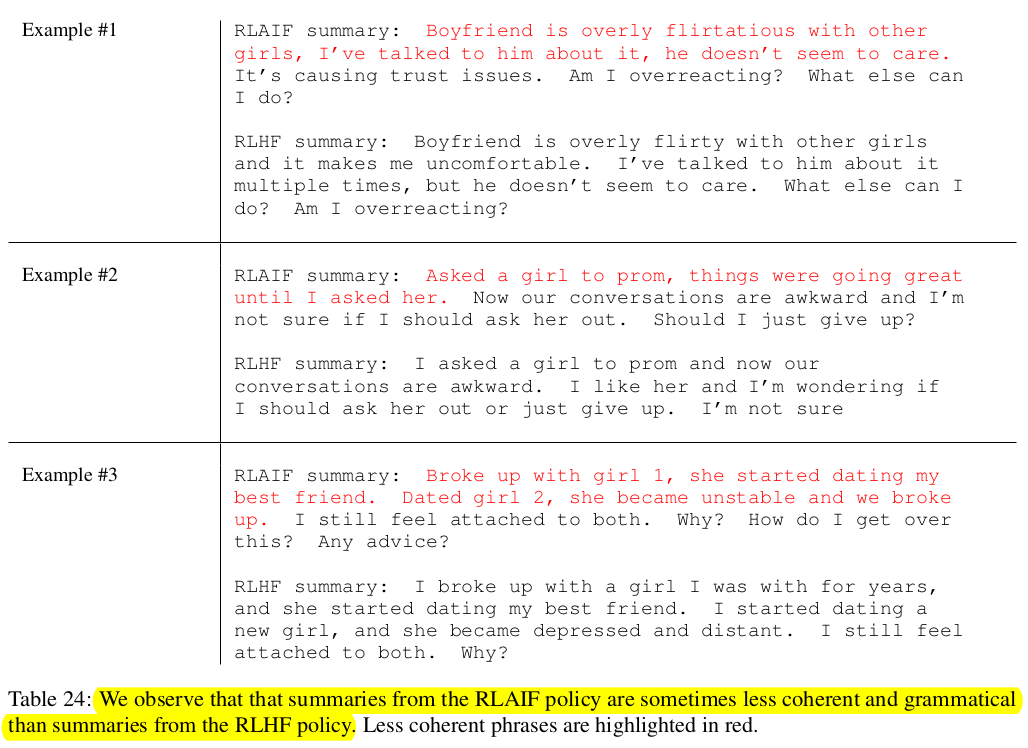 Example #1
RLAIF summary: Boyfriend is overly flirtatious with other
girls, I've talked to him about it, he doesn't seem to care.
It's causing trust issues. Am I overreacting? What else can
I do?
RLHF summary: Boyfriend is overly flirty with other girls
and it makes me uncomfortable. I've talked to him about it
multiple times, but he doesn't seem to care. What else can I
do? Am I overreacting?
Example #2
RLAIF summary: Asked a girl to prom, things were going great
until I asked her. Now our conversations are awkward and I'm
not sure if I should ask her out. Should I just give up?
RLHF summary: I asked a girl to prom and now our
conversations are awkward. I like her and I'm wondering if
I should ask her out or just give up. I'm not sure
Example #3
RLAIF summary: Broke up with girl 1, she started dating my
best friend. Dated girl 2, she became unstable and we broke
up. I still feel attached to both. Why? How do I get over
this? Any advice?
RLHF summary: I broke up with a girl I was with for years,
and she started dating my best friend. I started dating a
new girl, and she became depressed and distant. I still feel
attached to both. Why?
Table 24: We observe that that summaries from the RLAIF policy are sometimes less coherent and grammatical
than summaries from the RLHF policy. Less coherent phrases are highlighted in red.